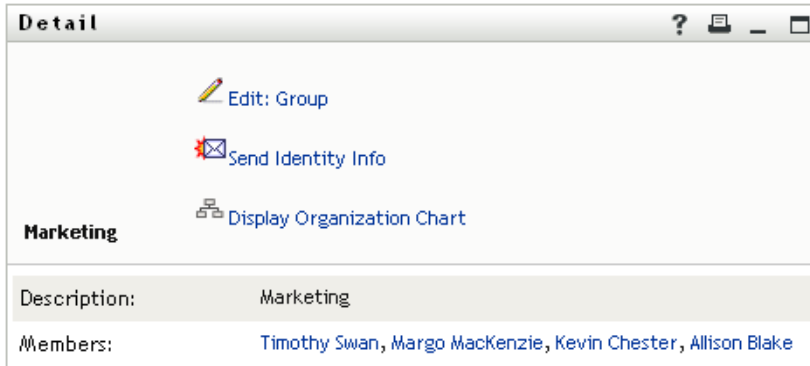 Detail ?
Edit: Group
Send Identity Info
Display Organization Chart
Marketing
Description: Marketing
Members: Timothy Swan, Margo MacKenzie, Kevin Chester, Allison Blake